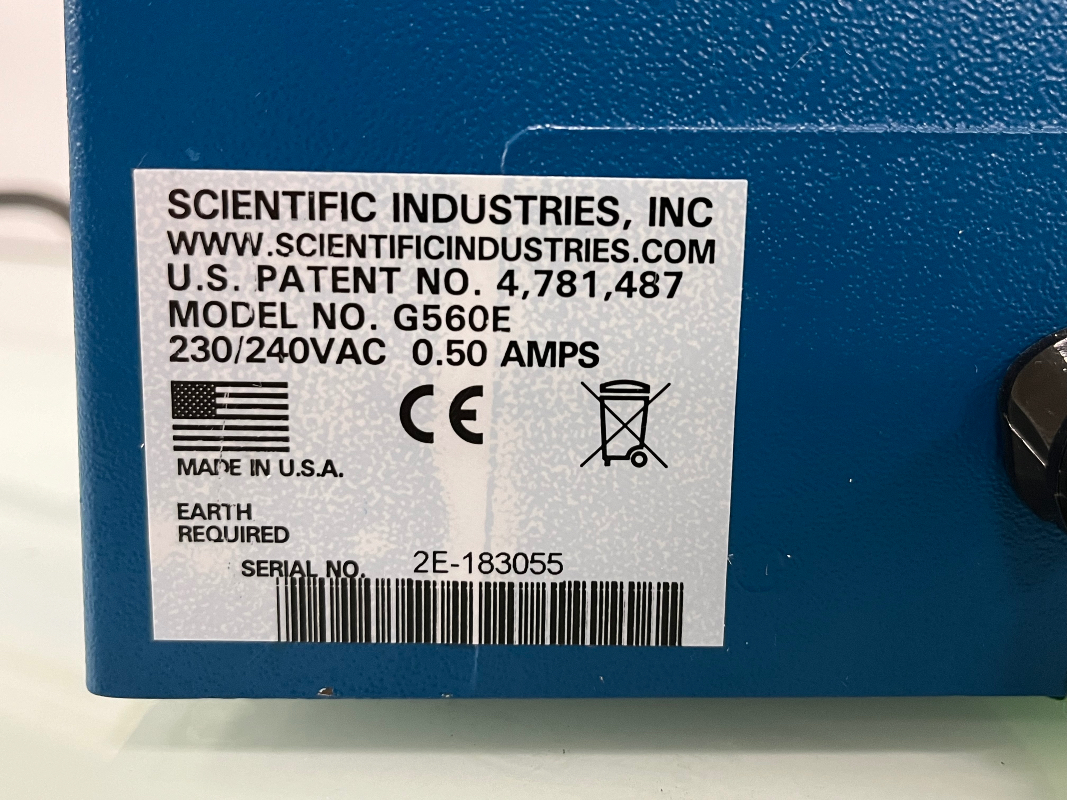 SCIENTIFIC INDUSTRIES, INC
WWW.SCIENTIFICINDUSTRIES.COM
U.S. PATENT NO. 4,781,487
MODEL NO. G560E
230/240VAC 0.50 AMPS
CE
MADE IN U.S.A.
EARTH
REQUIRED
SERIAL NO. 2E-183055